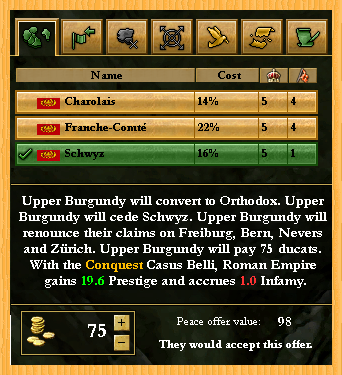 Name Cost
Charolais 14% 5 4
Franche-Comté 22% 5 4
Schwyz 16% 5 1
Upper Burgundy will convert to Orthodox. Upper
Burgundy will cede Schwyz. Upper Burgundy will
renounce their claims on Freiburg, Bern, Nevers
and Zürich. Upper Burgundy will pay 75 ducats.
With the Conquest Casus Belli, Roman Empire
gains 19.6 Prestige and accrues 1.0 Infamy.
75 + Peace offer value: 98
− They would accept this offer.